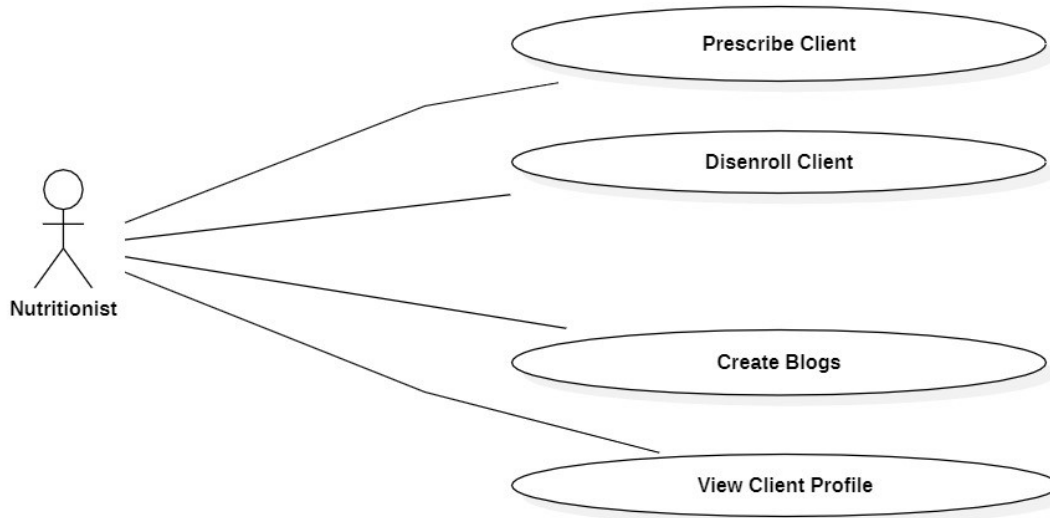 Prescribe Client
Disenroll Client
Nutritionist
Create Blogs
View Client Profile